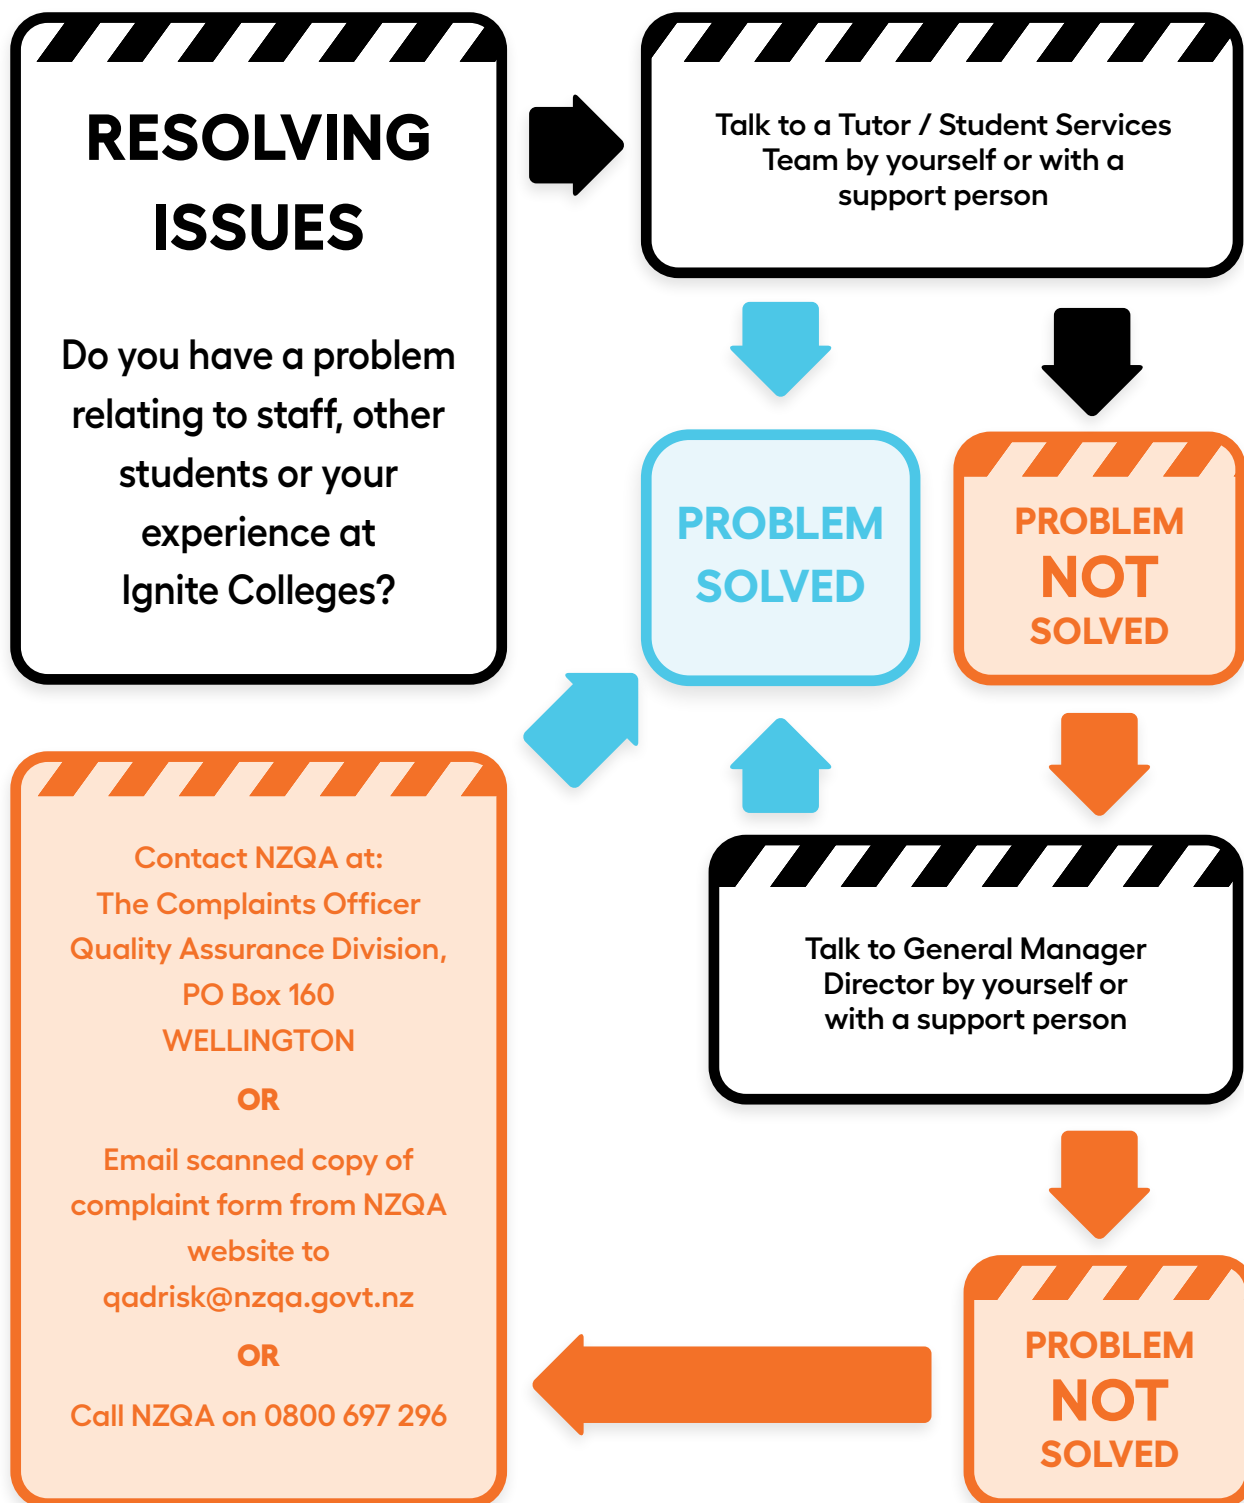 RESOLVING
ISSUES
Do you have a problem
relating to staff, other
students or your
experience at
Ignite Colleges?
Talk to a Tutor / Student Services
Team by yourself or with a
support person
PROBLEM
SOLVED
PROBLEM
NOT
SOLVED
Talk to General Manager
Director by yourself or
with a support person
PROBLEM
NOT
SOLVED
Contact NZQA at:
The Complaints Officer
Quality Assurance Division,
PO Box 160
WELLINGTON
OR
Email scanned copy of
complaint form from NZQA
website to
qadrisk@nzqa.govt.nz
OR
Call NZQA on 0800 697 296